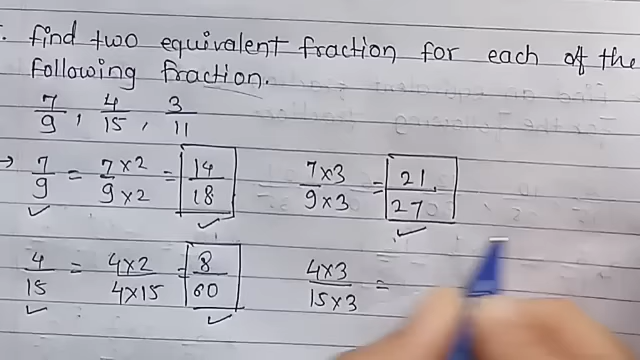 find two equivalent fraction for each of the
following fraction.
7/9, 4/15, 3/11
→ 7/9 = 7×2/9×2 = 14/18 7×3/9×3 = 21/27
4/15 = 4×2/4×15 = 8/60 4×3/15×3 =